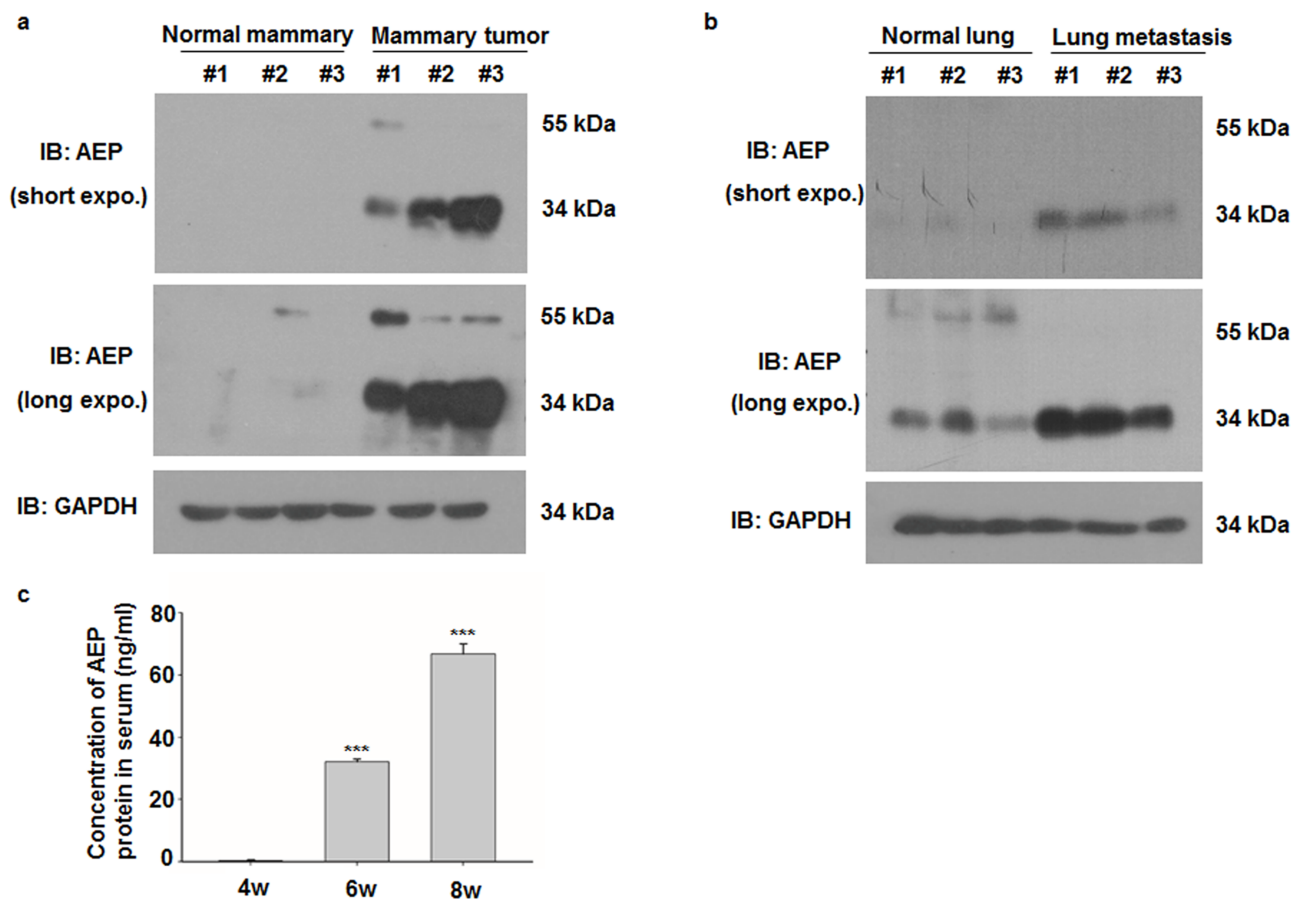 a
Normal mammary Mammary tumor
#1 #2 #3 #1 #2 #3
IB: AEP
(short expo.)
55 kDa
34 kDa
IB: AEP
(long expo.)
55 kDa
34 kDa
IB: GAPDH
34 kDa
b
Normal lung Lung metastasis
#1 #2 #3 #1 #2 #3
IB: AEP
(short expo.)
55 kDa
34 kDa
IB: AEP
(long expo.)
55 kDa
34 kDa
IB: GAPDH
34 kDa
c
Concentration of AEP
protein in serum (ng/ml)
80
60
40
20
0
***
***
4w 6w 8w